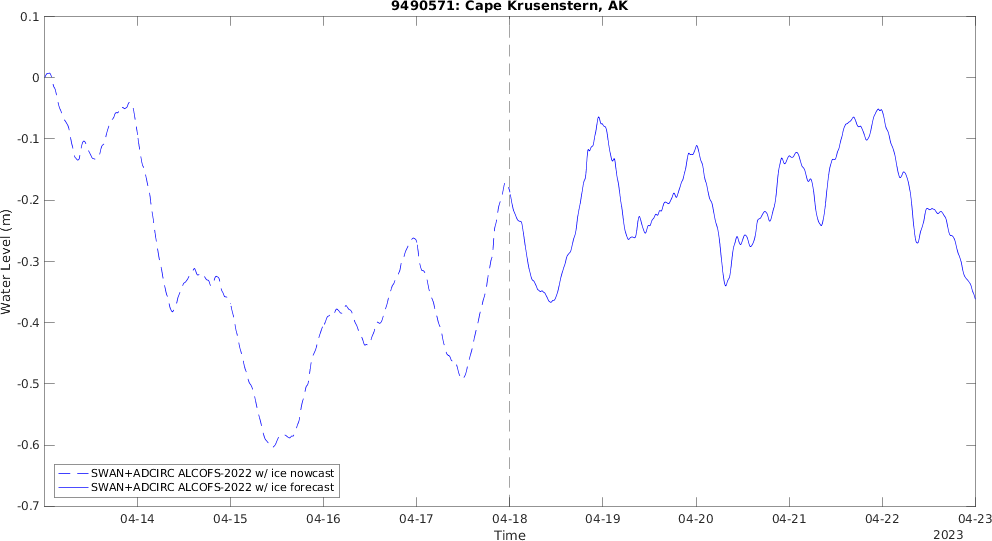 9490571: Cape Krusenstern, AK
0.1
0
-0.1
-0.2
-0.3
-0.4
-0.5
-0.6
-0.7
Water Level (m)
SWAN+ADCIRC ALCOFS-2022 w/ ice nowcast
SWAN+ADCIRC ALCOFS-2022 w/ ice forecast
04-14 04-15 04-16 04-17 04-18 04-19 04-20 04-21 04-22 04-23
Time
2023